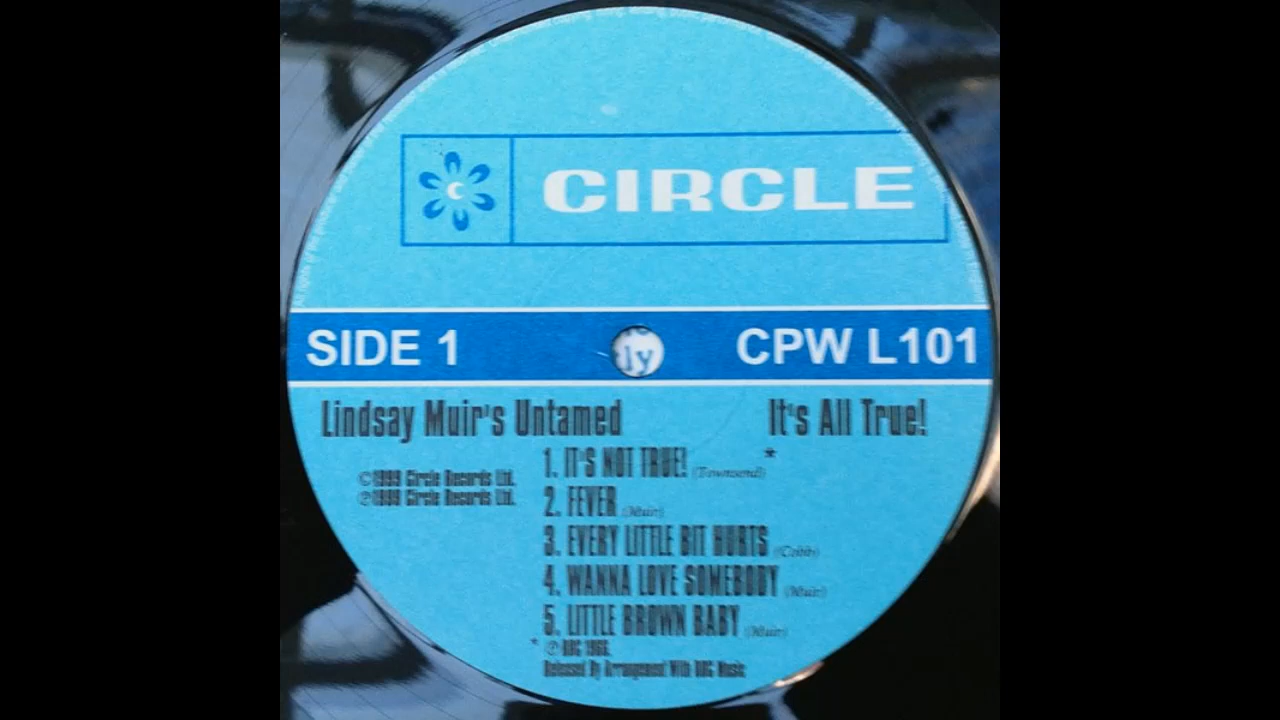 CIRCLE
SIDE 1
CPW L101
Lindsay Muir's Untamed
It's All True!
1. IT'S NOT TRUE! (Townsend) *
©1999 Circle Records Ltd.
℗1999 Circle Records Ltd.
2. FEVER (Muir)
3. EVERY LITTLE BIT HURTS (Cobb)
4. WANNA LOVE SOMEBODY (Muir)
5. LITTLE BROWN BABY (Muir)
* ℗ BBC
Released By Arrangement With BBC Music